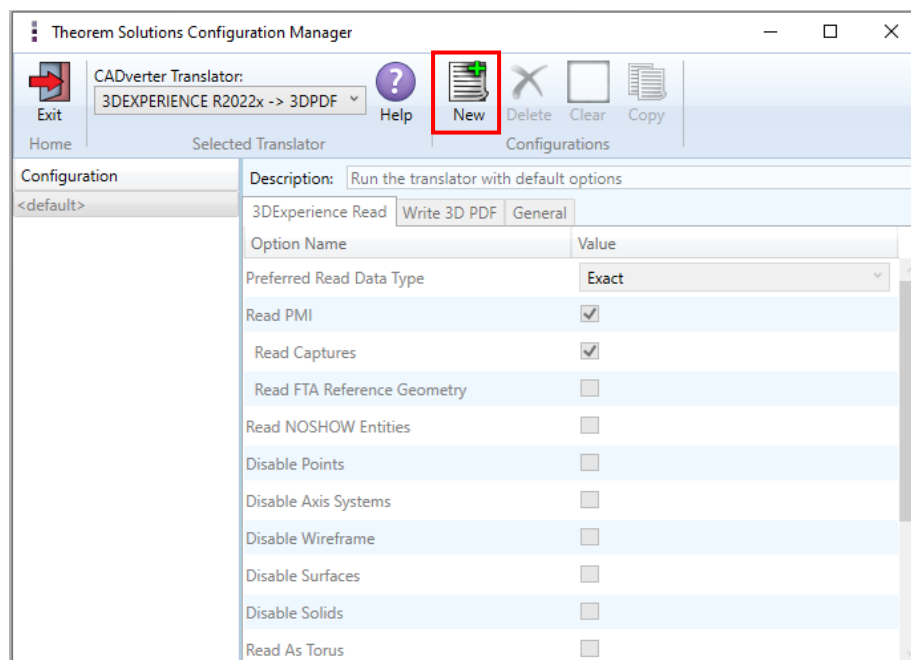 Theorem Solutions Configuration Manager
CADverter Translator:
3DEXPERIENCE R2022x -> 3DPDF
Exit
?
Help
New
Delete
Clear
Copy
Home
Selected Translator
Configurations
Configuration
Description: Run the translator with default options
<default>
3DExperience Read Write 3D PDF General
Option Name Value
Preferred Read Data Type Exact
Read PMI
Read Captures
Read FTA Reference Geometry
Read NOSHOW Entities
Disable Points
Disable Axis Systems
Disable Wireframe
Disable Surfaces
Disable Solids
Read As Torus